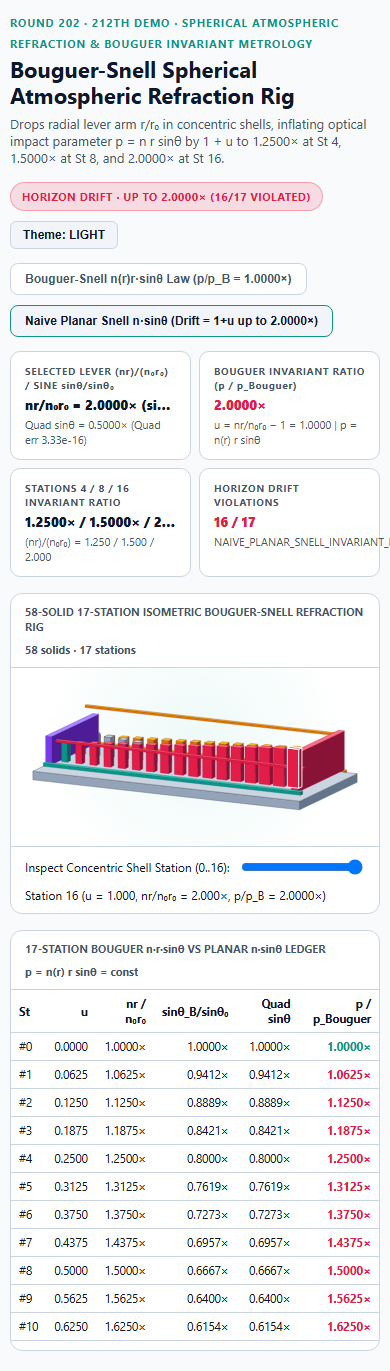 ROUND 202 · 212TH DEMO · SPHERICAL ATMOSPHERIC
REFRACTION & BOUGUER INVARIANT METROLOGY
Bouguer-Snell Spherical
Atmospheric Refraction Rig
Drops radial lever arm r/r₀ in concentric shells, inflating optical
impact parameter p = n r sinθ by 1 + u to 1.2500× at St 4,
1.5000× at St 8, and 2.0000× at St 16.
HORIZON DRIFT · UP TO 2.0000× (16/17 VIOLATED)
Theme: LIGHT
Bouguer-Snell n(r)r·sinθ Law (p/p_B = 1.0000×)
Naive Planar Snell n·sinθ (Drift = 1+u up to 2.0000×)
SELECTED LEVER (nr)/(n₀r₀)
/ SINE sinθ/sinθ₀
nr/n₀r₀ = 2.0000× (si...
Quad sinθ = 0.5000× (Quad
err 3.33e-16)
BOUGUER INVARIANT RATIO
(p / p_Bouguer)
2.0000×
u = nr/n₀r₀ − 1 = 1.0000 | p =
n(r) r sinθ
STATIONS 4 / 8 / 16
INVARIANT RATIO
1.2500× / 1.5000× / 2...
(nr)/(n₀r₀) = 1.250 / 1.500 /
2.000
HORIZON DRIFT
VIOLATIONS
16 / 17
NAIVE_PLANAR_SNELL_INVARIANT_
58-SOLID 17-STATION ISOMETRIC BOUGUER-SNELL REFRACTION
RIG
58 solids · 17 stations
Inspect Concentric Shell Station (0..16):
Station 16 (u = 1.000, nr/n₀r₀ = 2.000×, p/p_B = 2.0000×)
17-STATION BOUGUER n·r·sinθ VS PLANAR n·sinθ LEDGER
p = n(r) r sinθ = const
St u nr / n₀r₀ sinθ_B/sinθ₀ Quad sinθ p / p_Bouguer
#0 0.0000 1.0000× 1.0000× 1.0000× 1.0000×
#1 0.0625 1.0625× 0.9412× 0.9412× 1.0625×
#2 0.1250 1.1250× 0.8889× 0.8889× 1.1250×
#3 0.1875 1.1875× 0.8421× 0.8421× 1.1875×
#4 0.2500 1.2500× 0.8000× 0.8000× 1.2500×
#5 0.3125 1.3125× 0.7619× 0.7619× 1.3125×
#6 0.3750 1.3750× 0.7273× 0.7273× 1.3750×
#7 0.4375 1.4375× 0.6957× 0.6957× 1.4375×
#8 0.5000 1.5000× 0.6667× 0.6667× 1.5000×
#9 0.5625 1.5625× 0.6400× 0.6400× 1.5625×
#10 0.6250 1.6250× 0.6154× 0.6154× 1.6250×